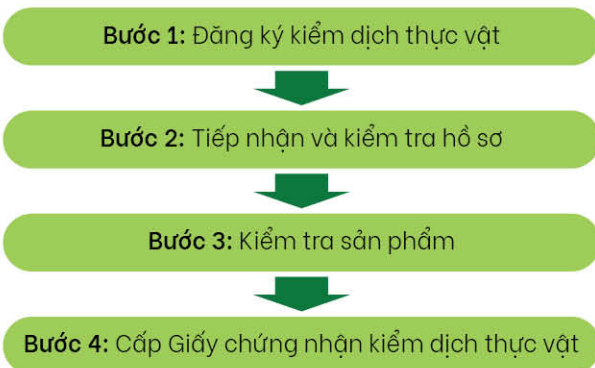 Bước 1: Đăng ký kiểm dịch thực vật
Bước 2: Tiếp nhận và kiểm tra hồ sơ
Bước 3: Kiểm tra sản phẩm
Bước 4: Cấp Giấy chứng nhận kiểm dịch thực vật